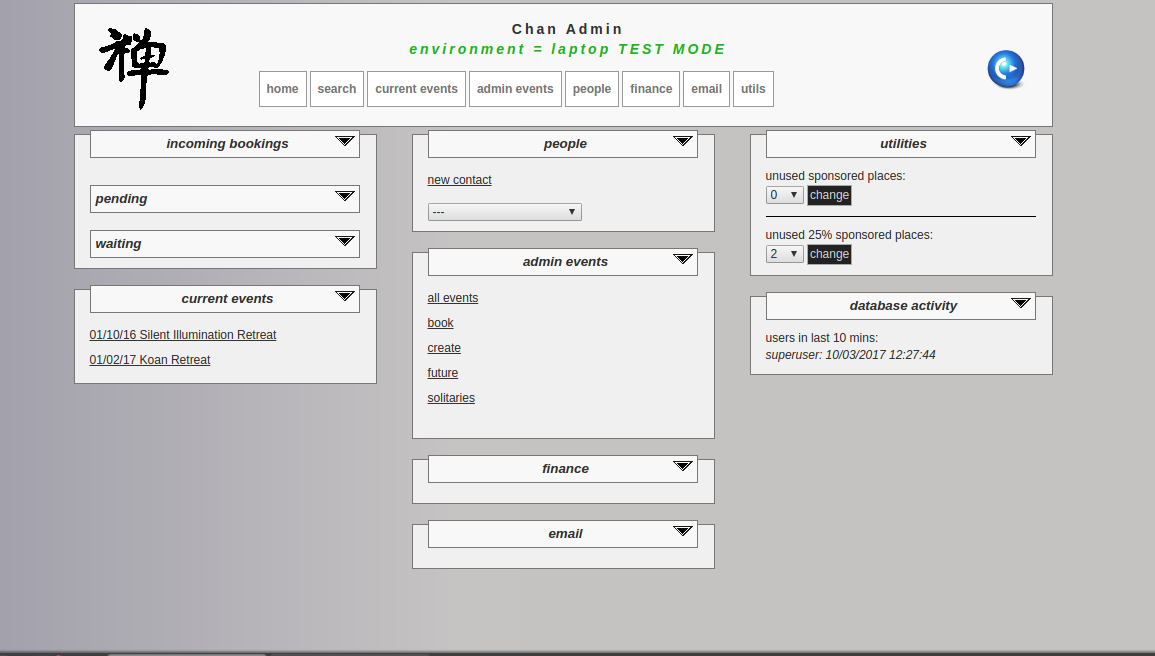 禅
Chan Admin
environment = laptop TEST MODE
home search current events admin events people finance email utils
incoming bookings
pending
waiting
current events
01/10/16 Silent Illumination Retreat
01/02/17 Koan Retreat
people
new contact
---
admin events
all events
book
create
future
solitaries
finance
email
utilities
unused sponsored places:
0 change
unused 25% sponsored places:
2 change
database activity
users in last 10 mins:
superuser: 10/03/2017 12:27:44